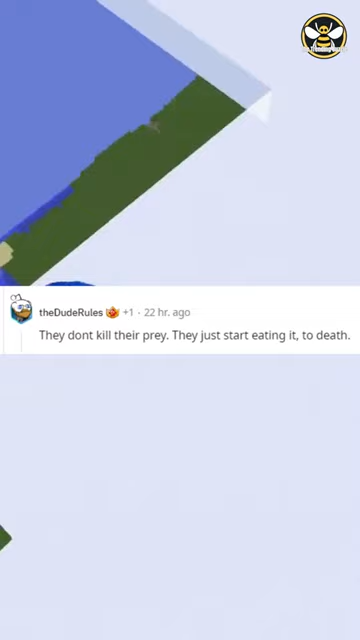 theDudeRules +1 · 22 hr. ago
They dont kill their prey. They just start eating it, to death.